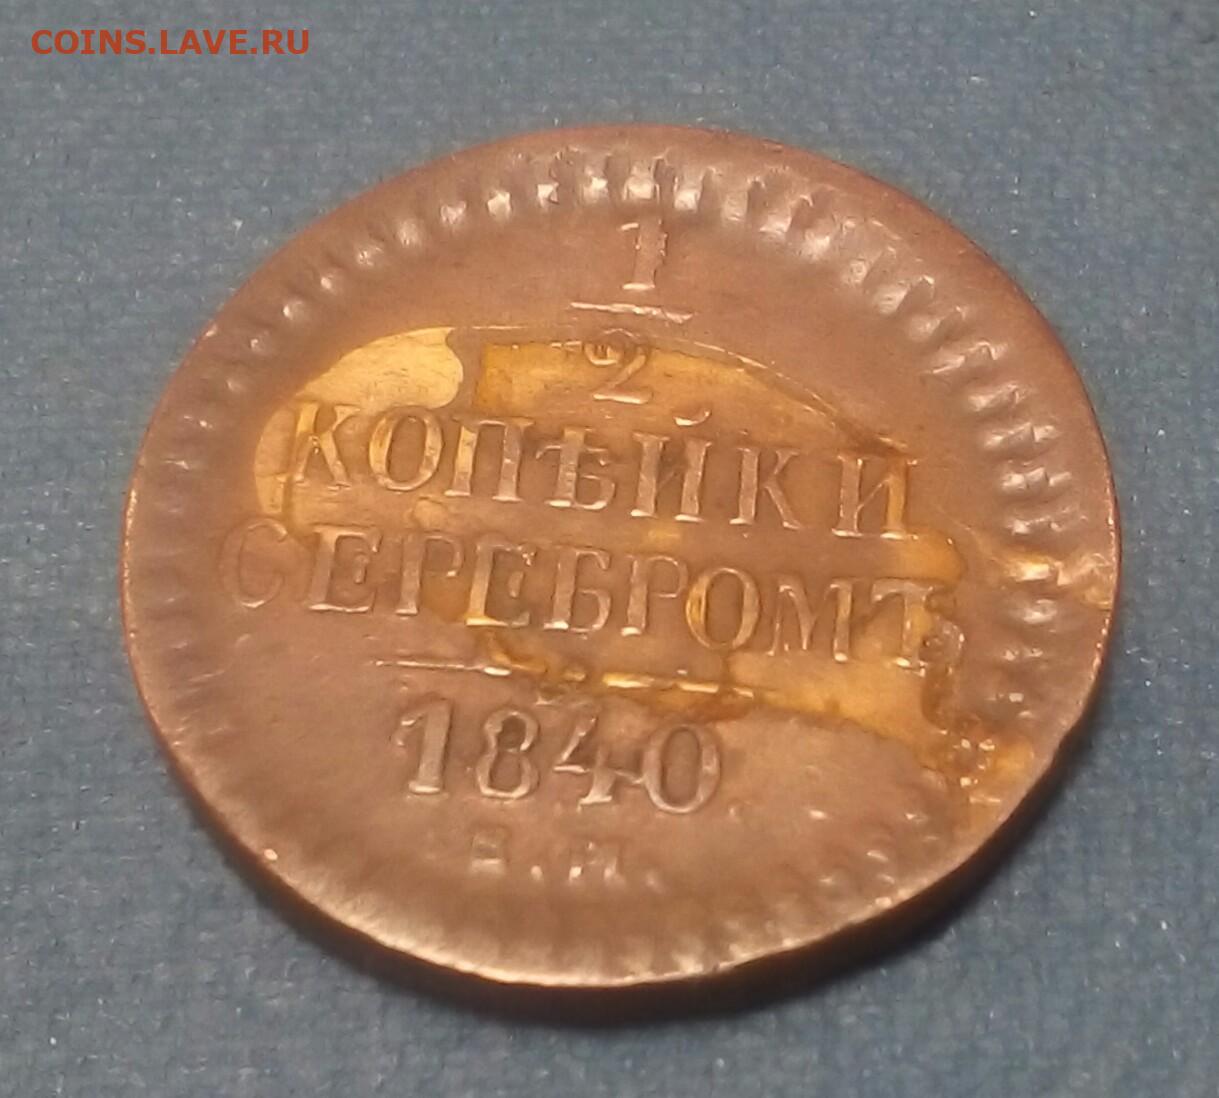 COINS.LAVE.RU
1
2
КОПѢЙКИ
СЕРЕБРОМЪ
1840.
Е.М.